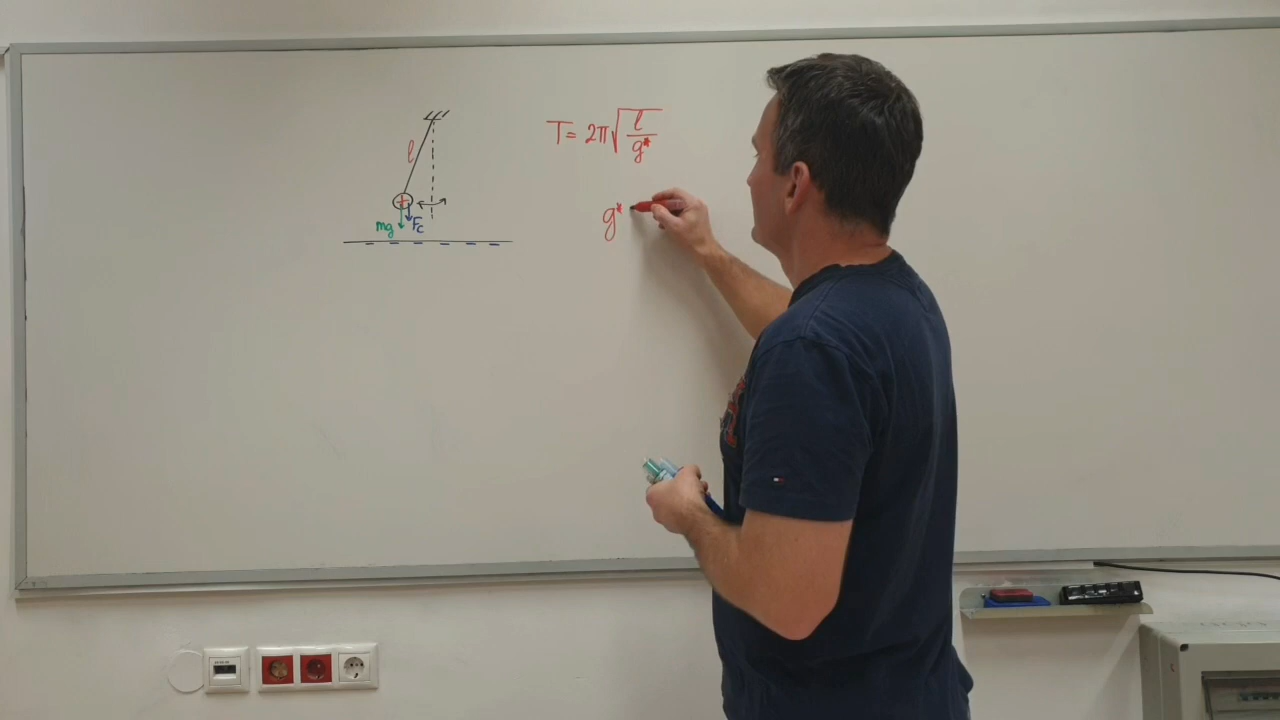 l
mg Fc
T = 2π√(l/g*)
g*